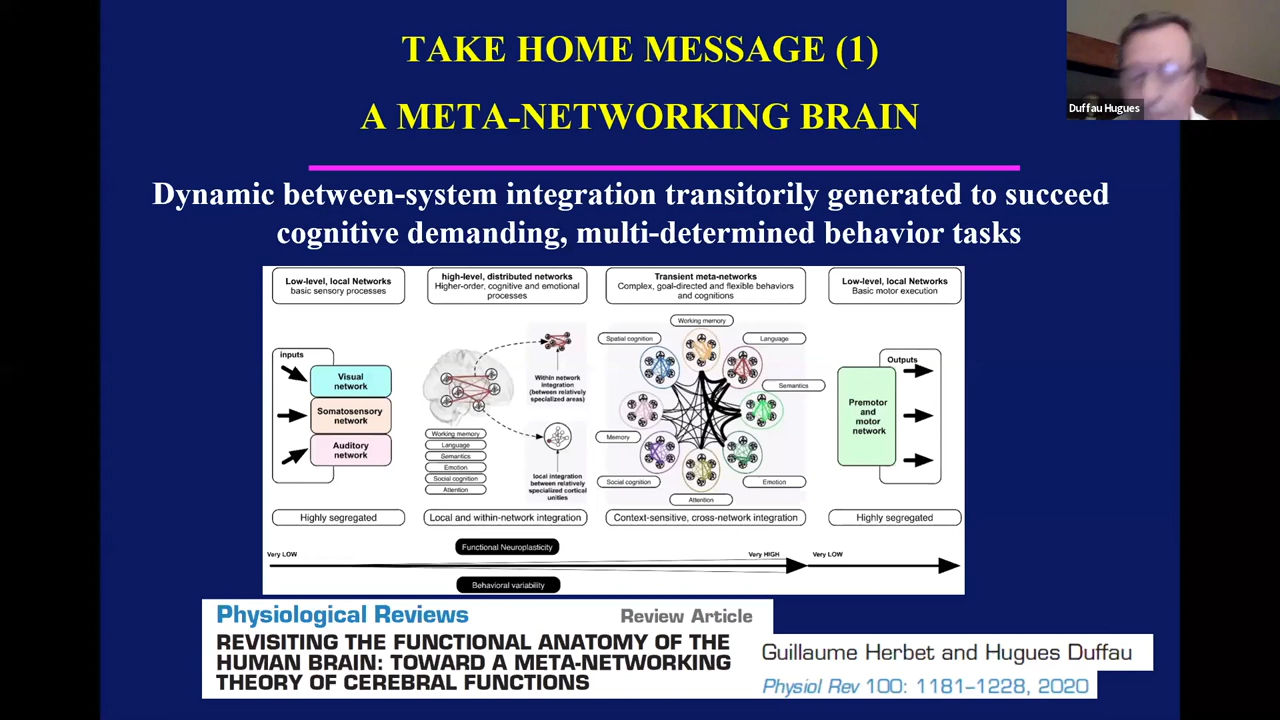 TAKE HOME MESSAGE (1)
A META-NETWORKING BRAIN
Duffau Hugues
Dynamic between-system integration transitorily generated to succeed
cognitive demanding, multi-determined behavior tasks
Low-level, local Networks
basic sensory processes
high-level, distributed networks
Higher-order, cognitive and emotional
processes
Transient meta-networks
Complex, goal-directed and flexible behaviors
and cognitions
Low-level, local Networks
Basic motor execution
inputs
Visual
network
Somatosensory
network
Auditory
network
Within network
integration
(between relatively
specialized areas)
Working memory
Language
Semantics
Emotion
Social cognition
Attention
local integration
between relatively
specialized cortical
unities
Working memory
Spatial cognition
Language
Semantics
Memory
Social cognition
Emotion
Attention
Outputs
Premotor
and
motor
network
Highly segregated
Local and within-network integration
Context-sensitive, cross-network integration
Highly segregated
Functional Neuroplasticity
Very LOW
Very HIGH
Very LOW
Behavioral variability
Physiological Reviews
Review Article
REVISITING THE FUNCTIONAL ANATOMY OF THE
HUMAN BRAIN: TOWARD A META-NETWORKING
THEORY OF CEREBRAL FUNCTIONS
Guillaume Herbet and Hugues Duffau
Physiol Rev 100: 1181–1228, 2020